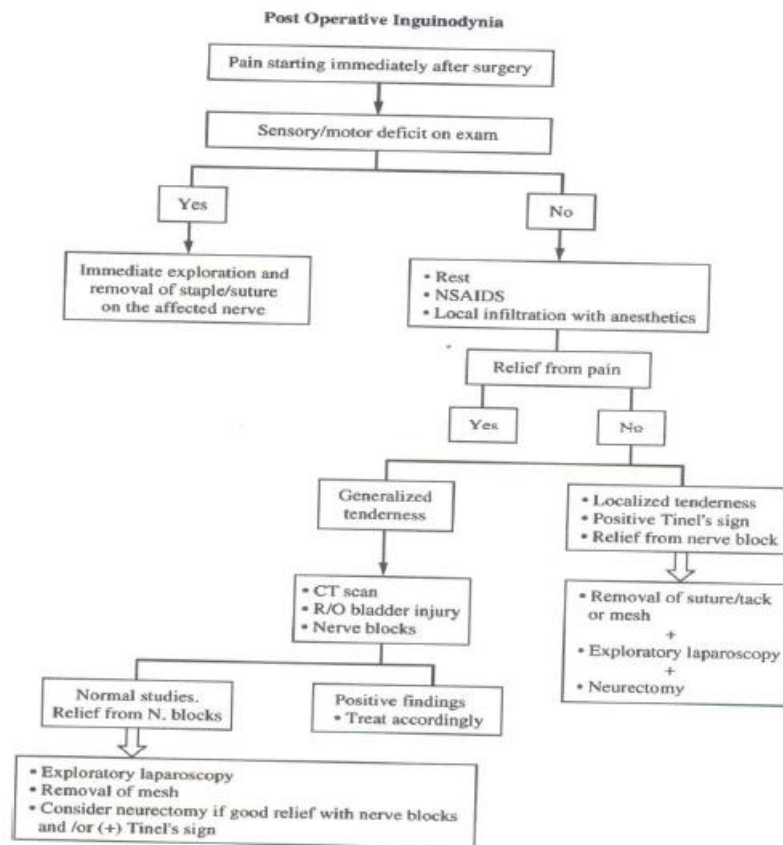 Post Operative Inguinodynia
Pain starting immediately after surgery
Sensory/motor deficit on exam
Yes
No
Immediate exploration and
removal of staple/suture
on the affected nerve
• Rest
• NSAIDS
• Local infiltration with anesthetics
Relief from pain
Yes
No
Generalized
tenderness
• Localized tenderness
• Positive Tinel's sign
• Relief from nerve block
• CT scan
• R/O bladder injury
• Nerve blocks
• Removal of suture/tack
or mesh
+
• Exploratory laparoscopy
+
• Neurectomy
Normal studies.
Relief from N. blocks
Positive findings
• Treat accordingly
• Exploratory laparoscopy
• Removal of mesh
• Consider neurectomy if good relief with nerve blocks
and /or (+) Tinel's sign